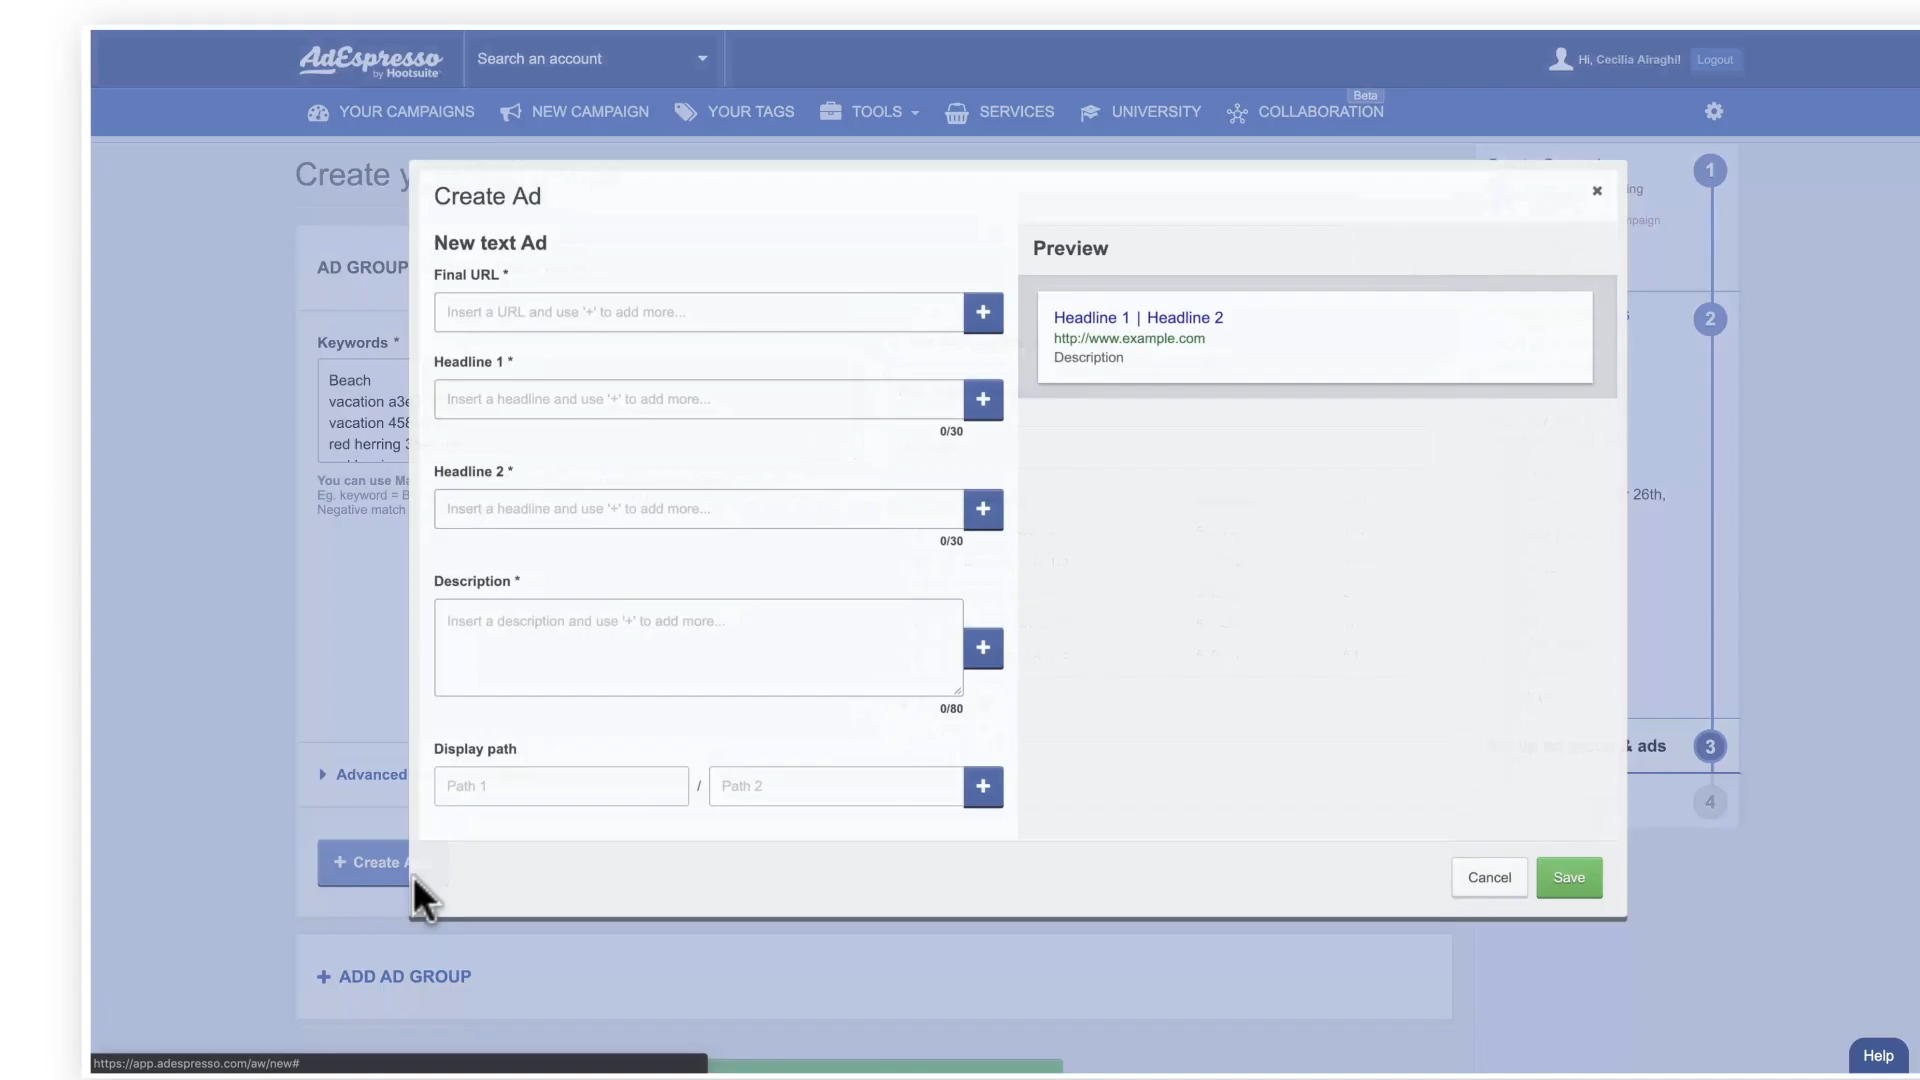 AdEspresso
by Hootsuite
Search an account
Hi, Cecilia Airaghi!
Logout
YOUR CAMPAIGNS
NEW CAMPAIGN
YOUR TAGS
TOOLS
SERVICES
UNIVERSITY
COLLABORATION
Beta
Create
Create Ad
AD GROUP
New text Ad
Final URL *
Insert a URL and use '+' to add more...
Headline 1 *
Insert a headline and use '+' to add more...
0/30
Headline 2 *
Insert a headline and use '+' to add more...
0/30
Description *
Insert a description and use '+' to add more...
0/80
Display path
Path 1
/
Path 2
Preview
Headline 1 | Headline 2
http://www.example.com
Description
Cancel
Save
Keywords *
Beach
vacation a3e
vacation 458
red herring
You can use
Eg. keyword =
Negative match
Advanced
+ Create
+ ADD AD GROUP
1
2
26th,
& ads
3
4
https://app.adespresso.com/aw/new#
Help